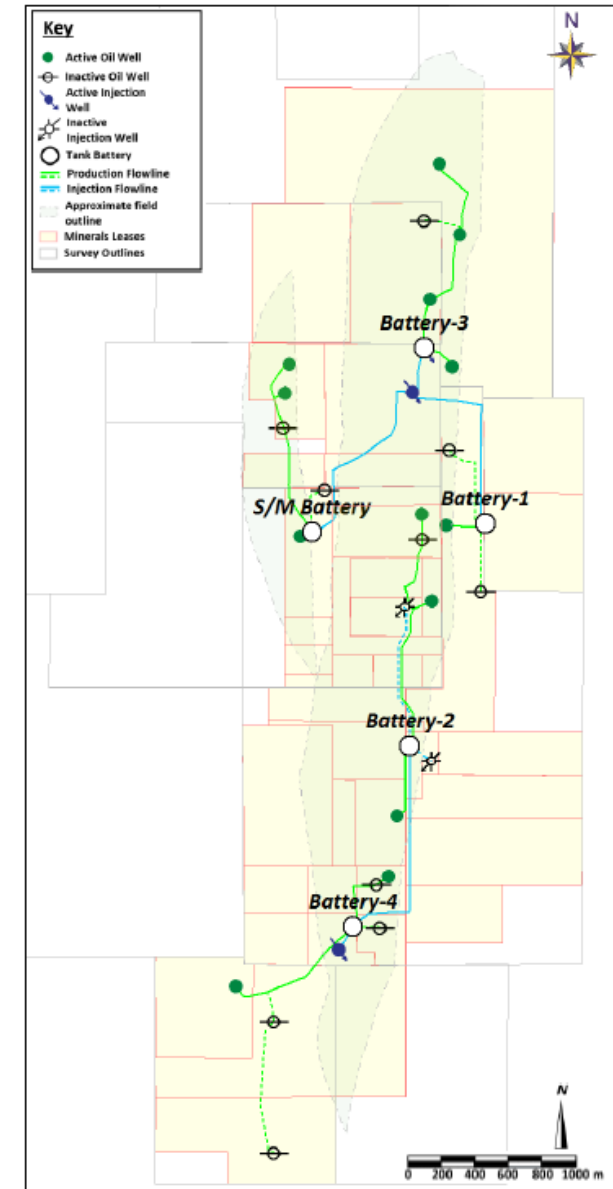 Key
Active Oil Well
Inactive Oil Well
Active Injection
Well
Inactive
Injection Well
Tank Battery
Production Flowline
Injection Flowline
Approximate field
outline
Minerals Leases
Survey Outlines
N
Battery-3
S/M Battery
Battery-1
Battery-2
Battery-4
N
0 200 400 600 800 1000 m